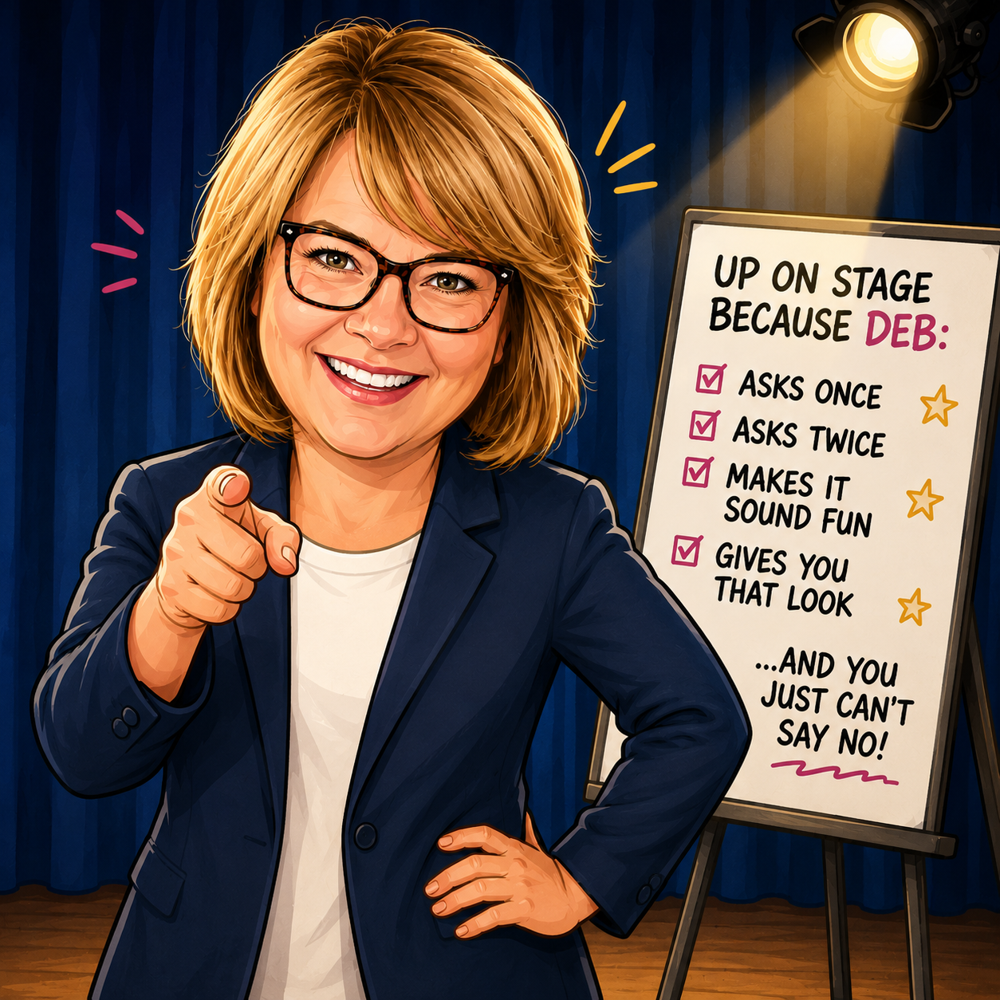 UP ON STAGE
BECAUSE DEB:
ASKS ONCE
ASKS TWICE
MAKES IT
SOUND FUN
GIVES YOU
THAT LOOK
...AND YOU
JUST CAN'T
SAY NO!